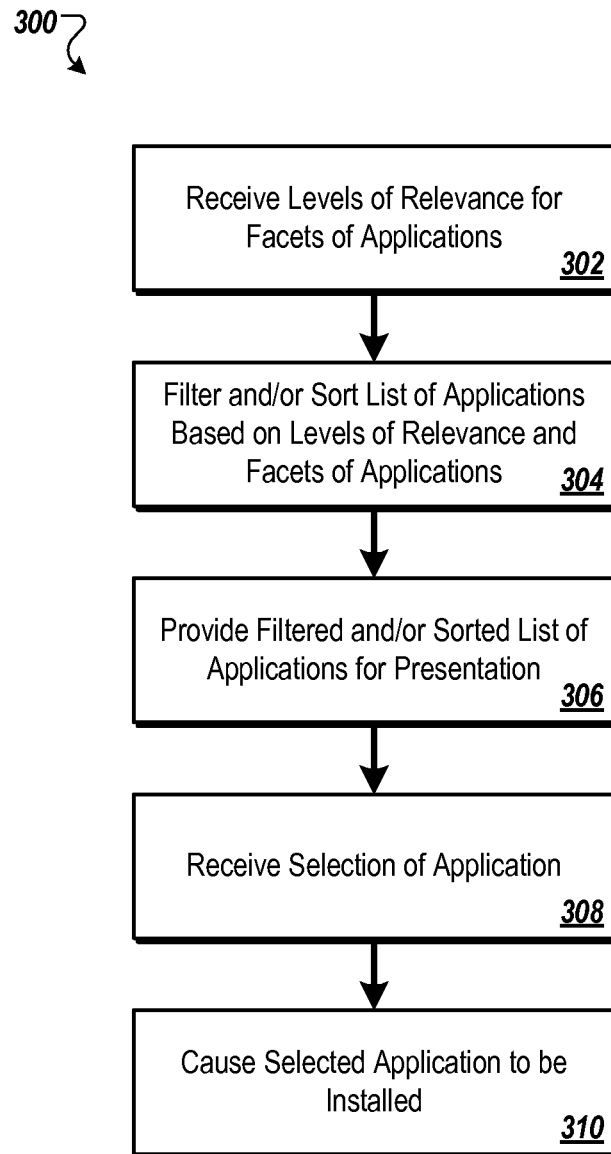 300
Receive Levels of Relevance for
Facets of Applications
302
Filter and/or Sort List of Applications
Based on Levels of Relevance and
Facets of Applications
304
Provide Filtered and/or Sorted List of
Applications for Presentation
306
Receive Selection of Application
308
Cause Selected Application to be
Installed
310